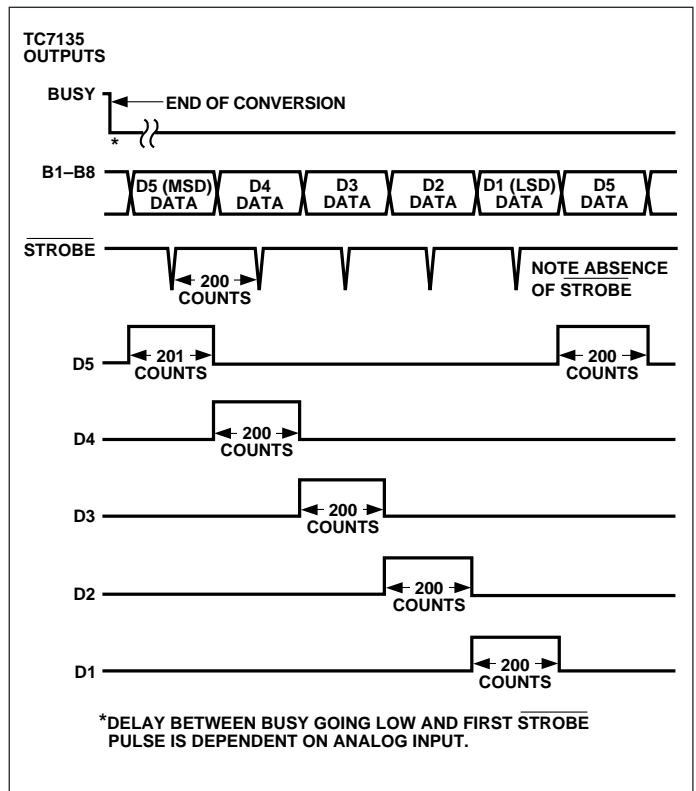 TC7135
OUTPUTS
BUSY
END OF CONVERSION
*
B1–B8
D5 (MSD)
DATA
D4
DATA
D3
DATA
D2
DATA
D1 (LSD)
DATA
D5
DATA
STROBE
200
COUNTS
NOTE ABSENCE
OF STROBE
D5
201
COUNTS
200
COUNTS
D4
200
COUNTS
D3
200
COUNTS
D2
200
COUNTS
D1
200
COUNTS
*DELAY BETWEEN BUSY GOING LOW AND FIRST STROBE
PULSE IS DEPENDENT ON ANALOG INPUT.